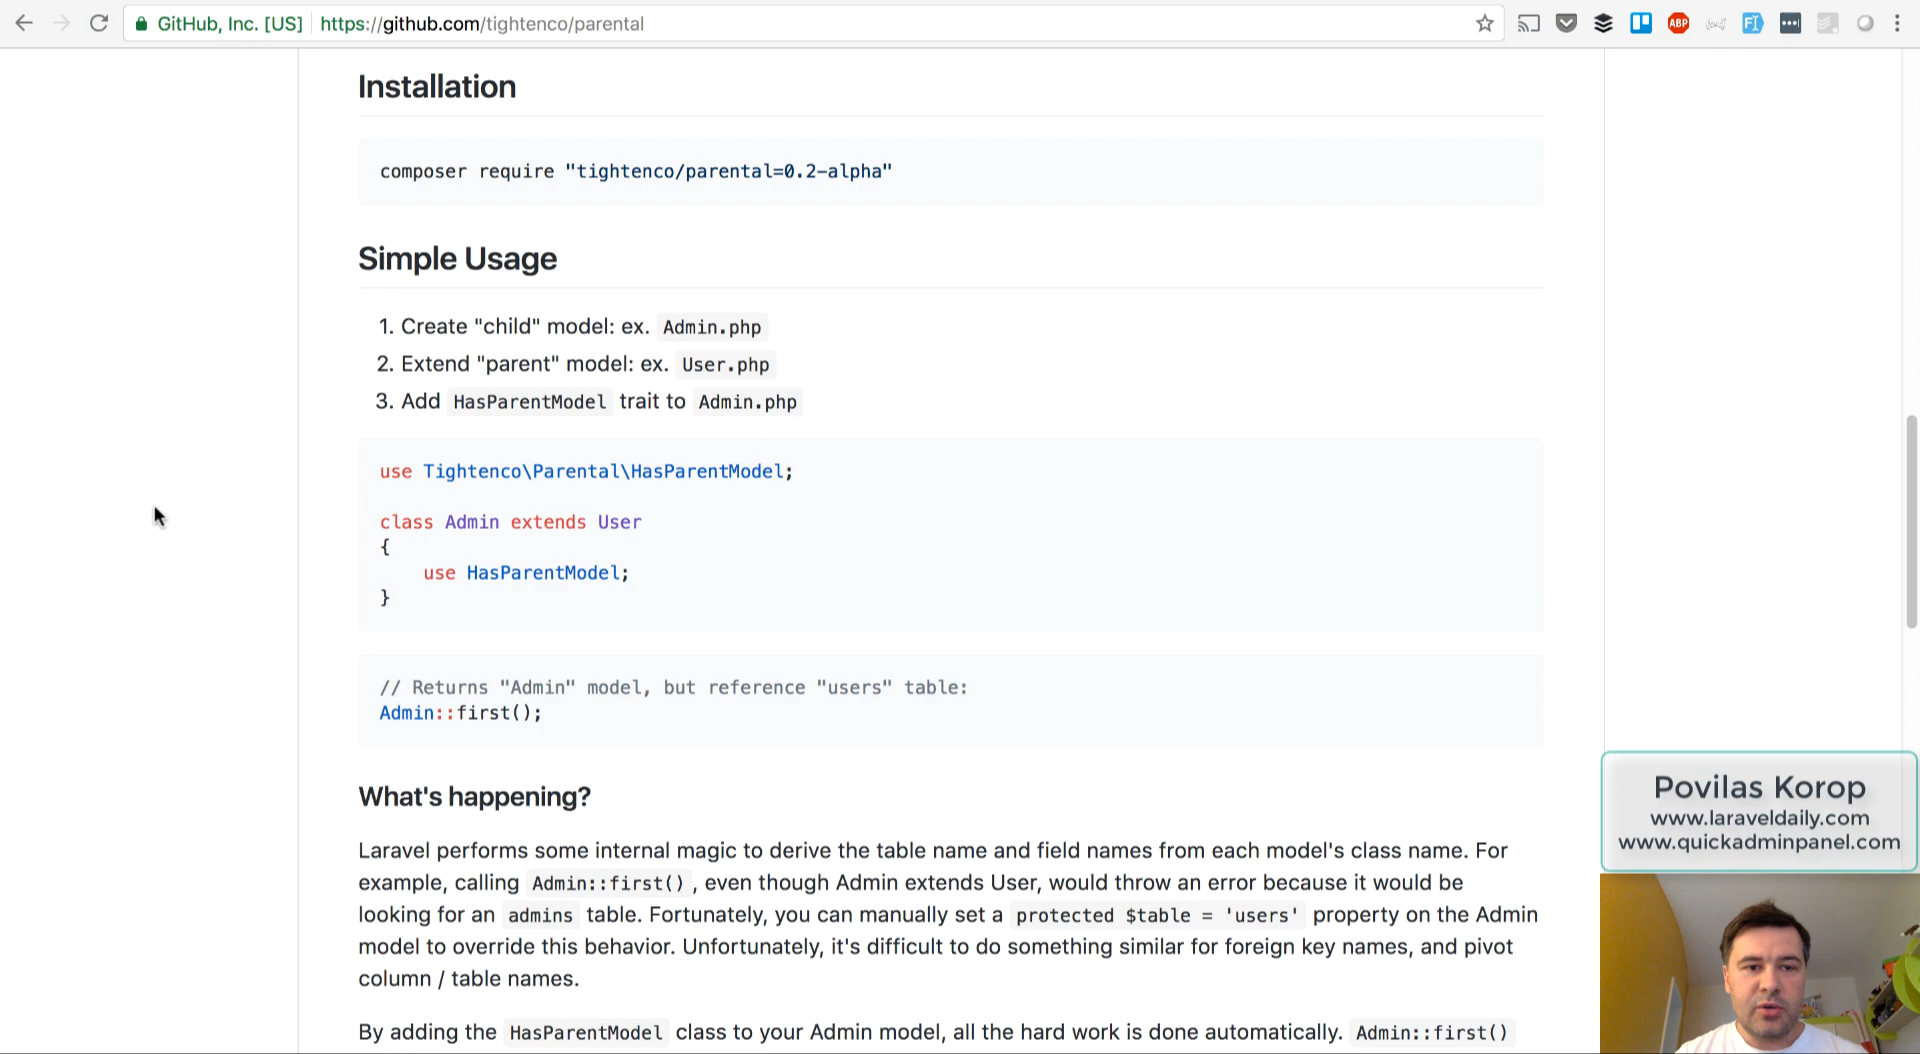 GitHub, Inc. [US] https://github.com/tightenco/parental
ABP
Installation
composer require "tightenco/parental=0.2-alpha"
Simple Usage
1. Create "child" model: ex. Admin.php
2. Extend "parent" model: ex. User.php
3. Add HasParentModel trait to Admin.php
use Tightenco\Parental\HasParentModel;
class Admin extends User
{
    use HasParentModel;
}
// Returns "Admin" model, but reference "users" table:
Admin::first();
What's happening?
Laravel performs some internal magic to derive the table name and field names from each model's class name. For
example, calling Admin::first() , even though Admin extends User, would throw an error because it would be
looking for an admins table. Fortunately, you can manually set a protected $table = 'users' property on the Admin
model to override this behavior. Unfortunately, it's difficult to do something similar for foreign key names, and pivot
column / table names.
By adding the HasParentModel class to your Admin model, all the hard work is done automatically. Admin::first()
Povilas Korop
www.laraveldaily.com
www.quickadminpanel.com